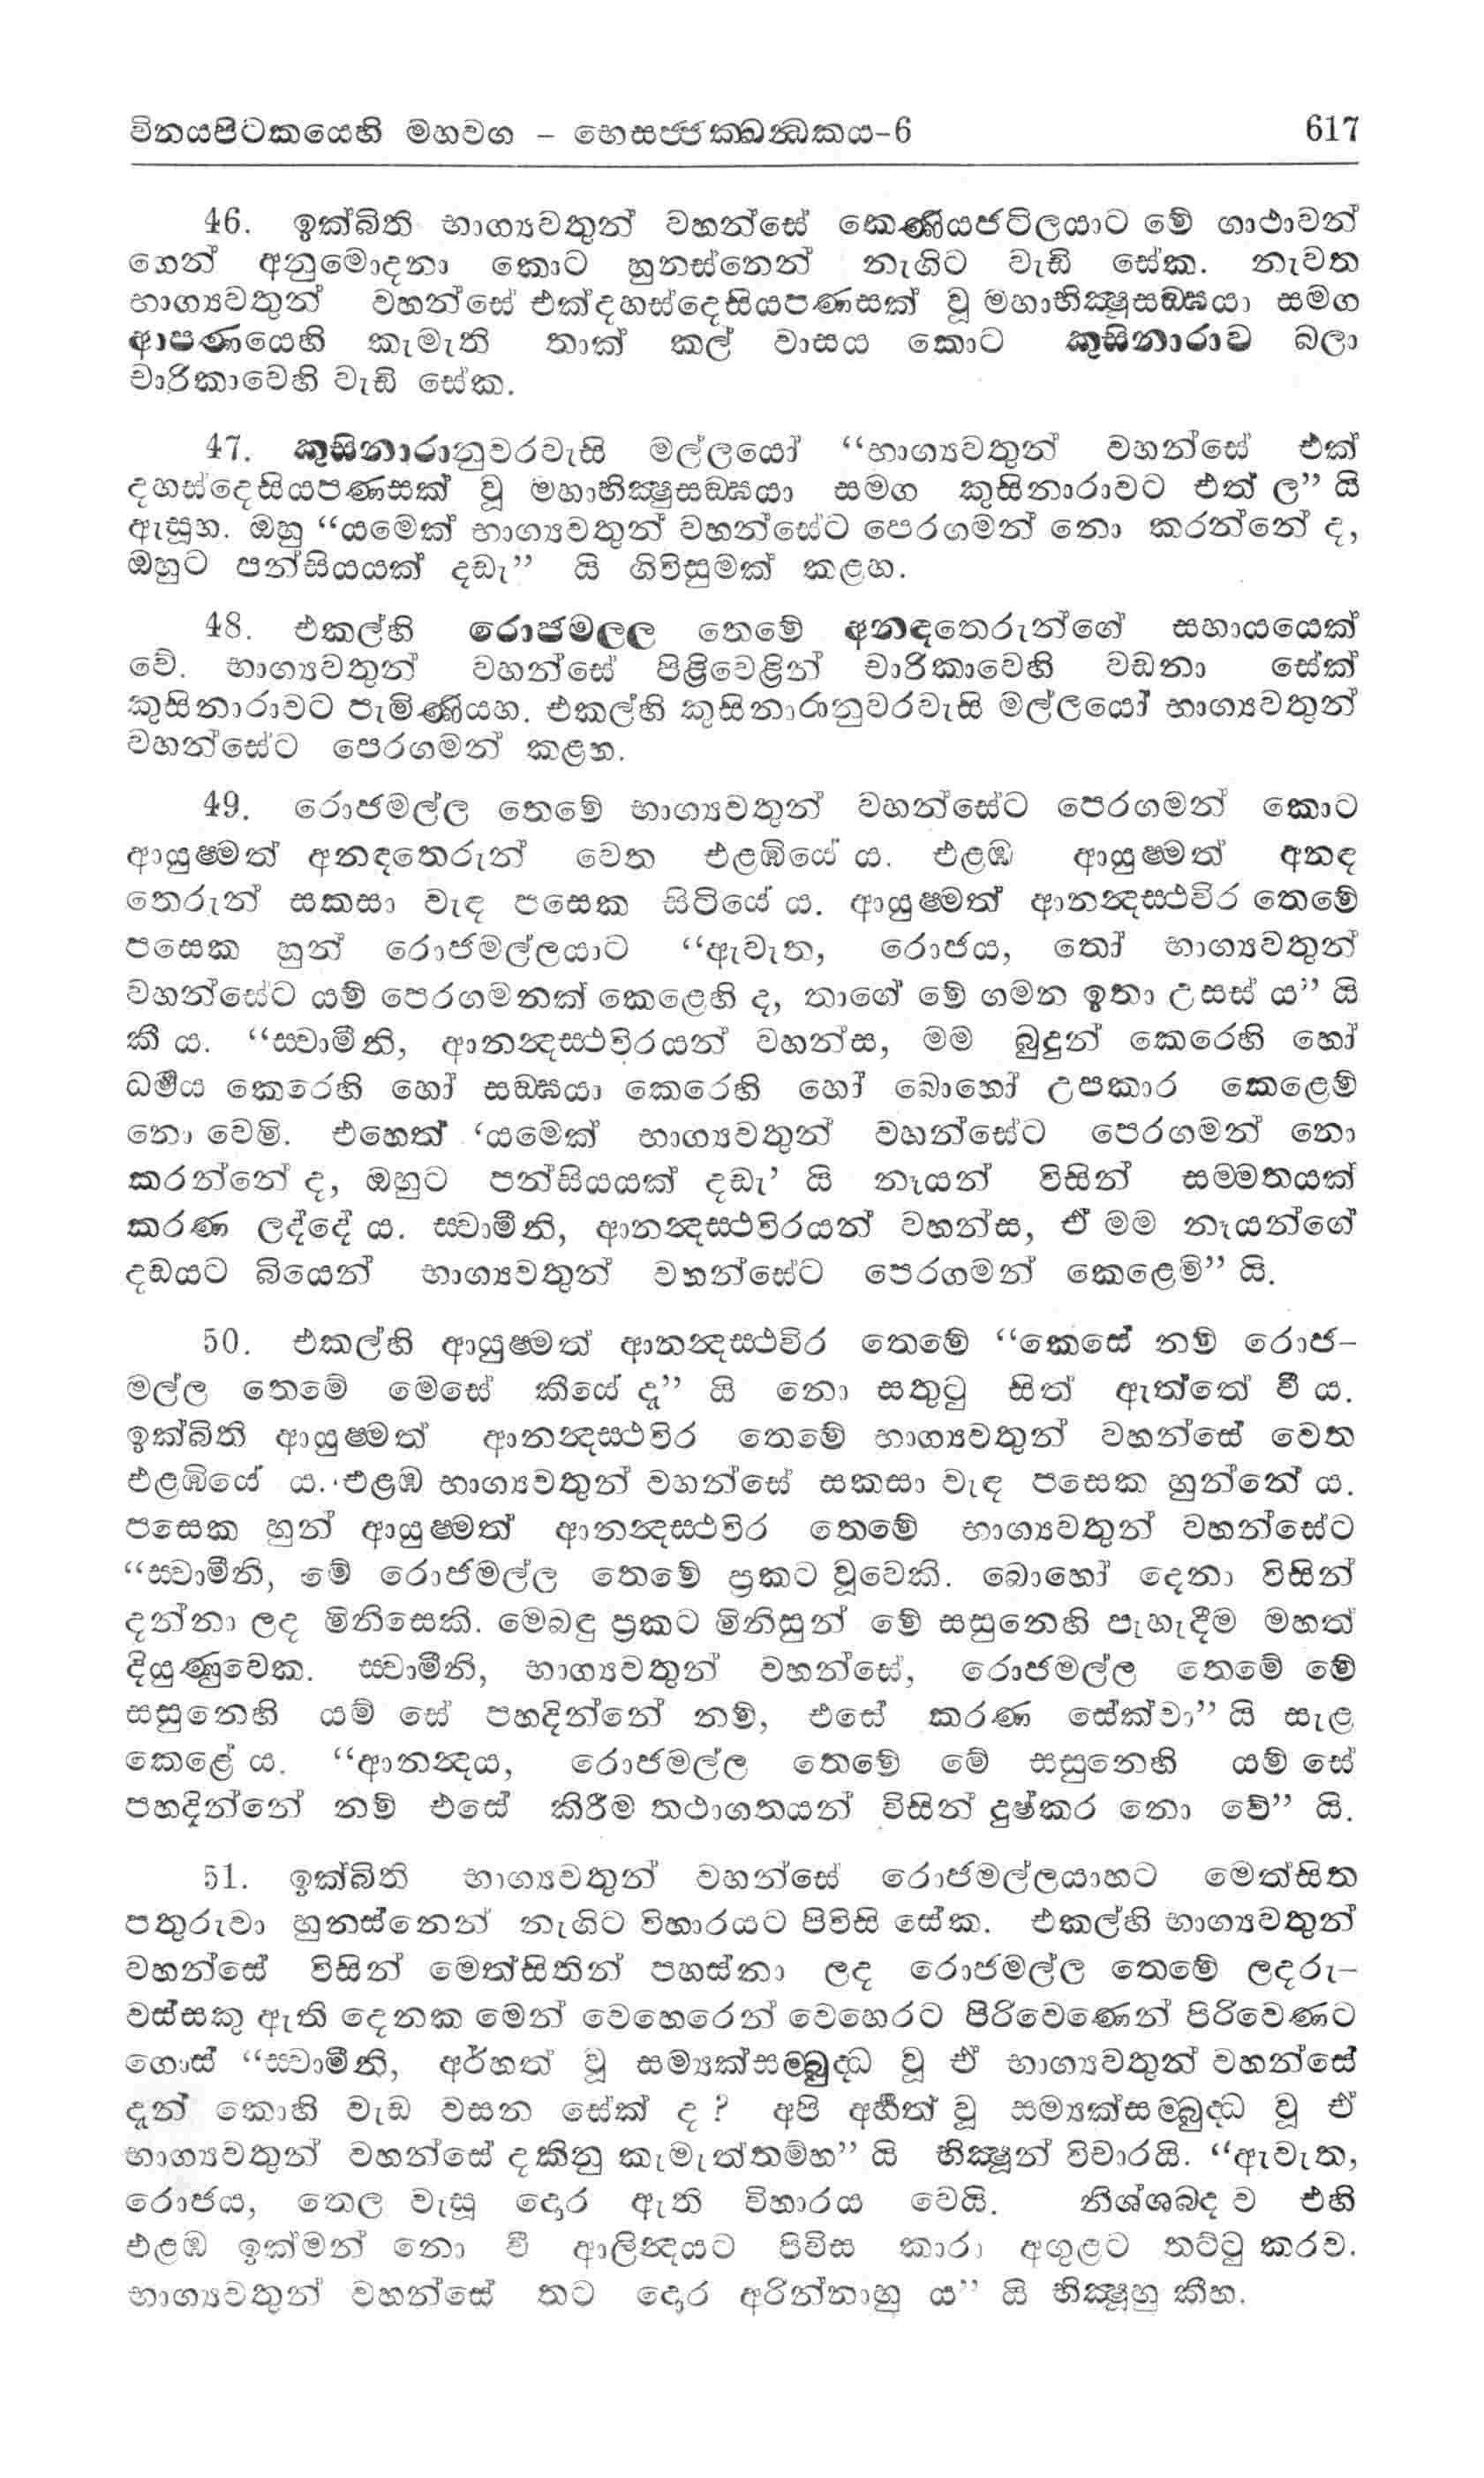 විනයපිටකයෙහි මහවග – භෙසජ්ජක්ඛන්ධකය-6 617
46. ඉක්බිති භාග්‍යවතුන් වහන්සේ කෙණියජටිලයාට මේ ගාථාවන්
ගෙන් අනුමොදනා කොට හුනස්නෙන් නැගිට වැඩි සේක. නැවත
භාග්‍යවතුන් වහන්සේ එක්දහස්දෙසියපණසක් වූ මහාභික්‍ෂුසඞ්ඝයා සමග
ආපණයෙහි කැමැති තාක් කල් වාසය කොට කුසිනාරාව බලා
චාරිකාවෙහි වැඩි සේක.
47. කුසිනාරානුවරවැසි මල්ලයෝ “භාග්‍යවතුන් වහන්සේ එක්
දහස්දෙසියපණසක් වූ මහාභික්‍ෂුසඞ්ඝයා සමග කුසිනාරාවට එත් ල” යි
ඇසූහ. ඔහු “යමෙක් භාග්‍යවතුන් වහන්සේට පෙරගමන් නො කරන්නේ ද,
ඔහුට පන්සියයක් දඩැ” යි ගිවිසුමක් කළහ.
48. එකල්හි රොජමල්ල තෙමේ අනඳතෙරුන්ගේ සහායයෙක්
වේ. භාග්‍යවතුන් වහන්සේ පිළිවෙළින් චාරිකාවෙහි වඩනා සේක්
කුසිනාරාවට පැමිණියහ. එකල්හි කුසිනාරානුවරවැසි මල්ලයෝ භාග්‍යවතුන්
වහන්සේට පෙරගමන් කළහ.
49. රොජමල්ල තෙමේ භාග්‍යවතුන් වහන්සේට පෙරගමන් කොට
ආයුෂ්මත් අනඳතෙරුන් වෙත එළඹියේ ය. එළඹ ආයුෂ්මත් අනඳ
තෙරුන් සකසා වැඳ පසෙක සිටියේ ය. ආයුෂ්මත් ආනන්‍දස්ථවිර තෙමේ
පසෙක හුන් රොජමල්ලයාට “ඇවැත, රොජය, තෝ භාග්‍යවතුන්
වහන්සේට යම් පෙරගමනක් කෙළෙහි ද, තාගේ මේ ගමන ඉතා උසස් ය” යි
කී ය. “ස්වාමීනි, ආනන්‍දස්ථවිරයන් වහන්ස, මම බුදුන් කෙරෙහි හෝ
ධර්‍මය කෙරෙහි හෝ සඞ්ඝයා කෙරෙහි හෝ බොහෝ උපකාර කෙළෙම්
නො වෙමි. එහෙත් ‘යමෙක් භාග්‍යවතුන් වහන්සේට පෙරගමන් නො
කරන්නේ ද, ඔහුට පන්සියයක් දඩැ’ යි නෑයන් විසින් සම්මතයක්
කරණ ලද්දේ ය. ස්වාමීනි, ආනන්‍දස්ථවිරයන් වහන්ස, ඒ මම නෑයන්ගේ
දඩයට බියෙන් භාග්‍යවතුන් වහන්සේට පෙරගමන් කෙළෙමි” යි.
50. එකල්හි ආයුෂ්මත් ආනන්‍දස්ථවිර තෙමේ “කෙසේ නම් රොජ-
මල්ල තෙමේ මෙසේ කීයේ දැ” යි නො සතුටු සිත් ඇත්තේ වී ය.
ඉක්බිති ආයුෂ්මත් ආනන්‍දස්ථවිර තෙමේ භාග්‍යවතුන් වහන්සේ වෙත
එළඹියේ ය. එළඹ භාග්‍යවතුන් වහන්සේ සකසා වැඳ පසෙක හුන්නේ ය.
පසෙක හුන් ආයුෂ්මත් ආනන්‍දස්ථවිර තෙමේ භාග්‍යවතුන් වහන්සේට
“ස්වාමීනි, මේ රොජමල්ල තෙමේ ප්‍රකට වූවෙකි. බොහෝ දෙනා විසින්
දන්නා ලද මිනිසෙකි. මෙබඳු ප්‍රකට මිනිසුන් මේ සසුනෙහි පැහැදීම මහත්
දියුණුවෙක. ස්වාමීනි, භාග්‍යවතුන් වහන්සේ, රොජමල්ල තෙමේ මේ
සසුනෙහි යම් සේ පහදින්නේ නම්, එසේ කරණ සේක්වා” යි සැළ
කෙළේ ය. “ආනන්‍දය, රොජමල්ල තෙමේ මේ සසුනෙහි යම් සේ
පහදින්නේ නම් එසේ කිරීම තථාගතයන් විසින් දුෂ්කර නො වේ” යි.
51. ඉක්බිති භාග්‍යවතුන් වහන්සේ රොජමල්ලයාහට මෙත්සිත
පතුරුවා හුනස්නෙන් නැගිට විහාරයට පිවිසි සේක. එකල්හි භාග්‍යවතුන්
වහන්සේ විසින් මෙත්සිතින් පහස්නා ලද රොජමල්ල තෙමේ ලදරු-
වස්සකු ඇති දෙනක මෙන් වෙහෙරෙන් වෙහෙරට පිරිවෙණෙන් පිරිවෙණට
ගොස් “ස්වාමීනි, අර්හත් වූ සම්‍යක්සම්බුද්ධ වූ ඒ භාග්‍යවතුන් වහන්සේ
දැන් කොහි වැඩ වසන සේක් ද? අපි අර්‍හත් වූ සම්‍යක්සම්බුද්ධ වූ ඒ
භාග්‍යවතුන් වහන්සේ දකිනු කැමැත්තම්හ” යි භික්‍ෂූන් විචාරයි. “ඇවැත,
රොජය, තෙල වැසූ දොර ඇති විහාරය වෙයි. නිශ්ශබ්ද ව එහි
එළඹ ඉක්මන් නො වී ආලින්‍දයට පිවිස කාරා අගුළට තට්ටු කරව.
භාග්‍යවතුන් වහන්සේ තට දොර අරින්නාහු ය” යි භික්‍ෂූහු කීහ.